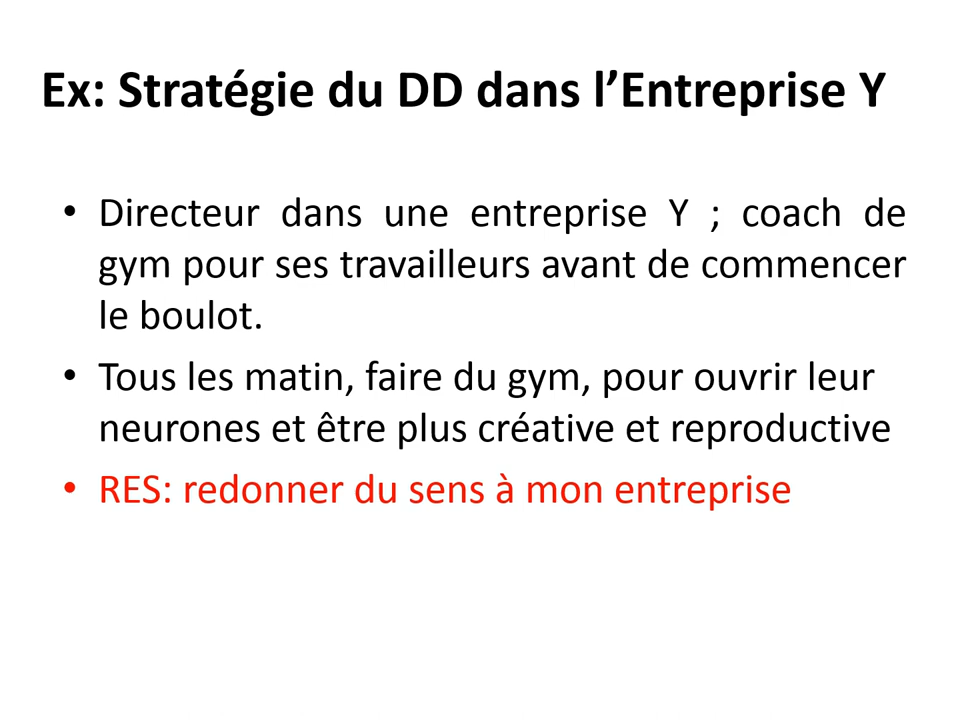 Ex: Stratégie du DD dans l’Entreprise Y
• Directeur dans une entreprise Y ; coach de
gym pour ses travailleurs avant de commencer
le boulot.
• Tous les matin, faire du gym, pour ouvrir leur
neurones et être plus créative et reproductive
• RES: redonner du sens à mon entreprise